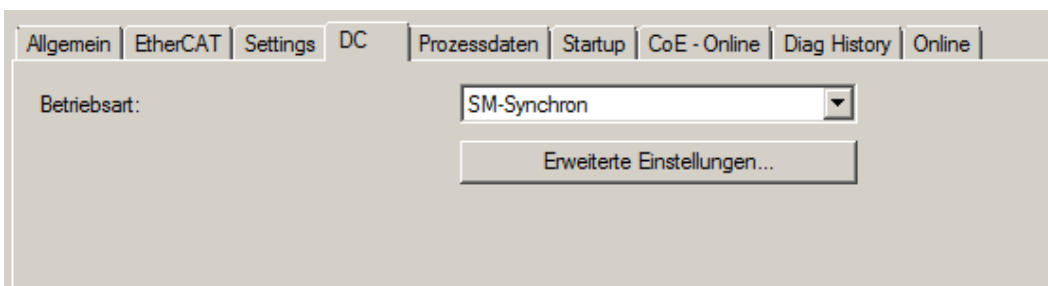 Allgemein EtherCAT Settings DC Prozessdaten Startup CoE - Online Diag History Online
Betriebsart: SM-Synchron
Erweiterte Einstellungen...